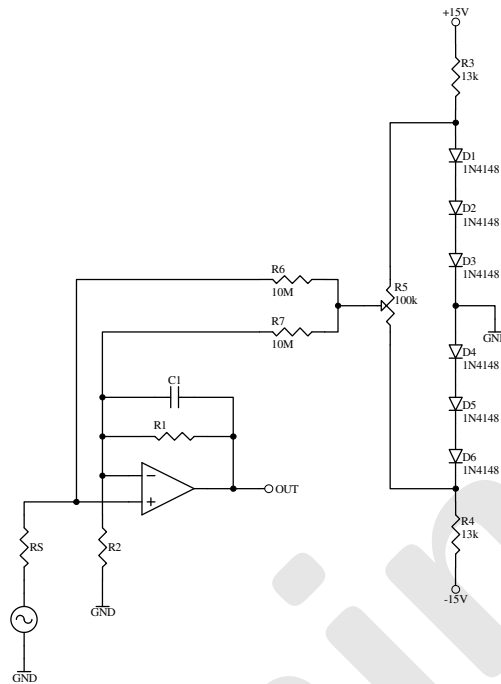 +15V
R3
13k
D1
1N4148
D2
1N4148
D3
1N4148
R6
10M
R5
100k
R7
10M
GND
D4
1N4148
C1
D5
1N4148
R1
D6
1N4148
−
+
OUT
R4
13k
RS
R2
-15V
GND
GND